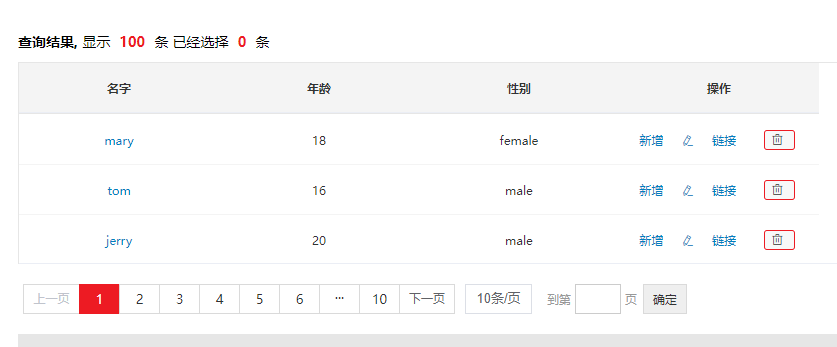 查询结果, 显示 100 条 已经选择 0 条
名字 年龄 性别 操作
mary 18 female 新增 链接
tom 16 male 新增 链接
jerry 20 male 新增 链接
上一页 1 2 3 4 5 6 ... 10 下一页 10条/页 到第 页 确定